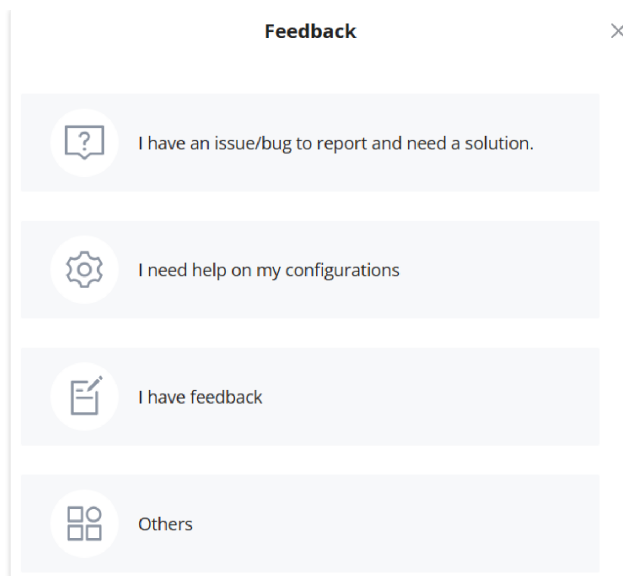 Feedback
I have an issue/bug to report and need a solution.
I need help on my configurations
I have feedback
Others